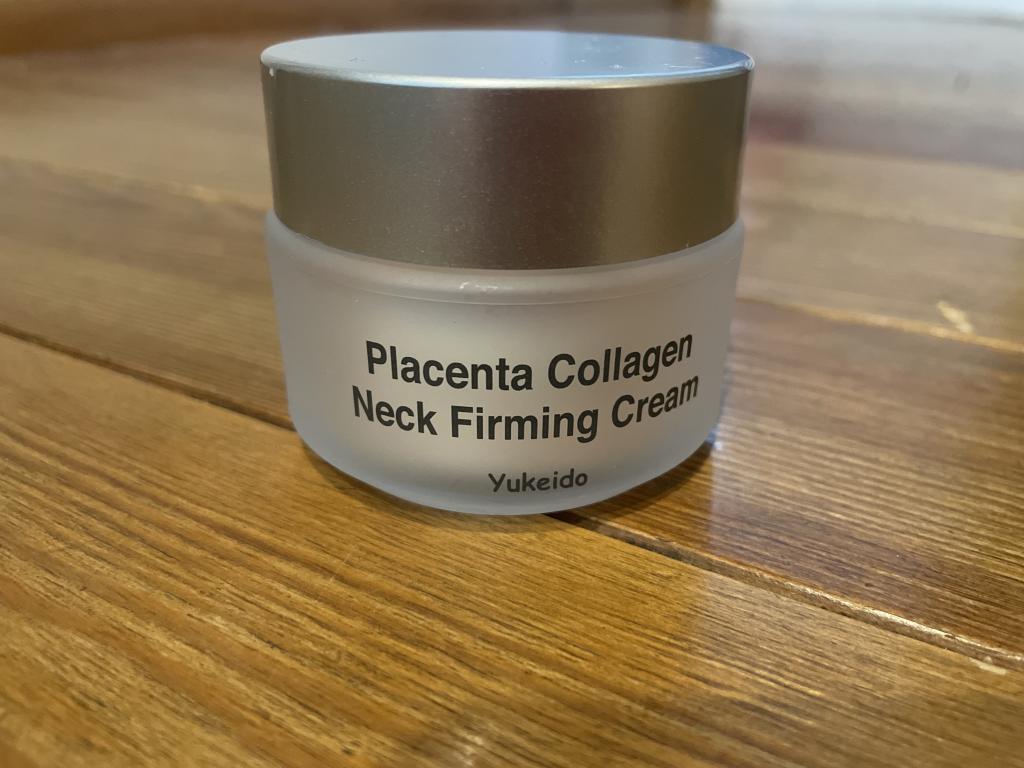 Placenta Collagen
Neck Firming Cream
Yukeido